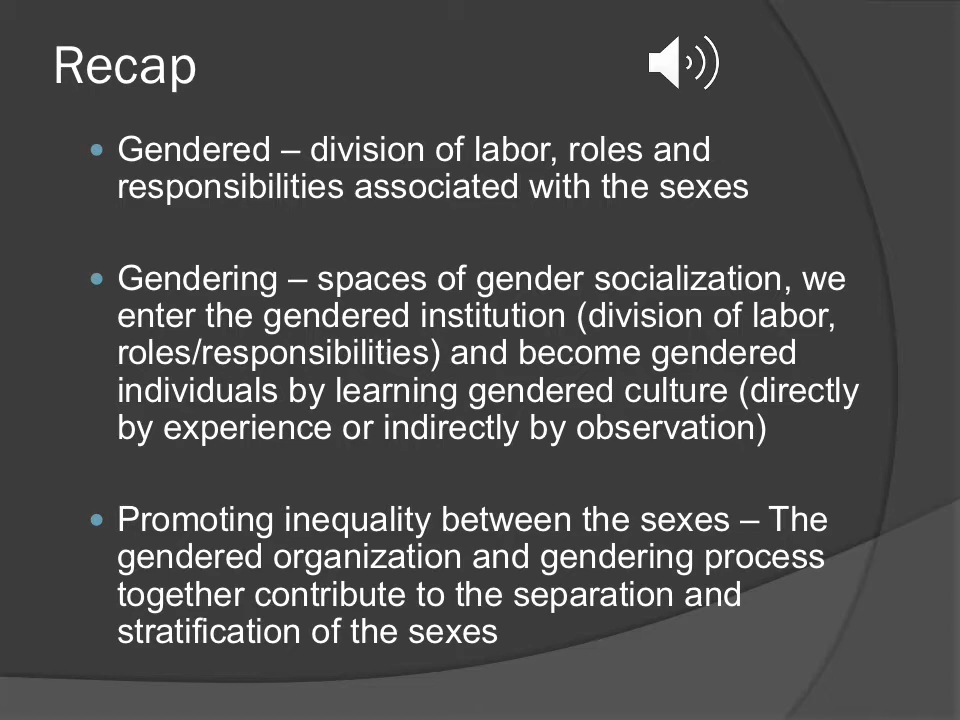 Recap
Gendered – division of labor, roles and
responsibilities associated with the sexes
Gendering – spaces of gender socialization, we
enter the gendered institution (division of labor,
roles/responsibilities) and become gendered
individuals by learning gendered culture (directly
by experience or indirectly by observation)
Promoting inequality between the sexes – The
gendered organization and gendering process
together contribute to the separation and
stratification of the sexes